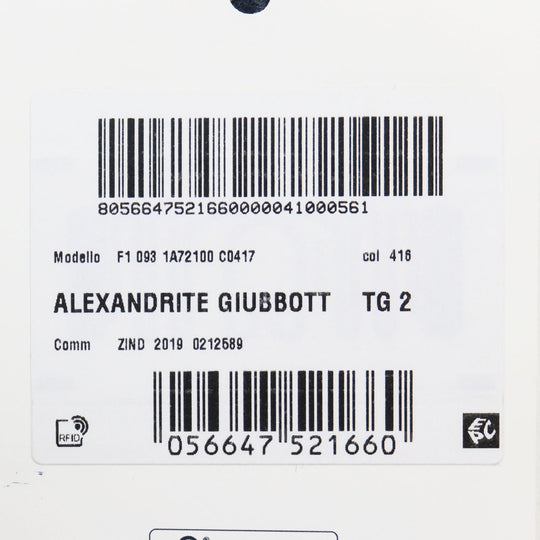 8056647521660000041000561
Modello F1 093 1A72100 C0417 col 416
ALEXANDRITE GIUBBOTT TG 2
Comm ZIND 2019 0212589
RFID
056647 521660
EPC